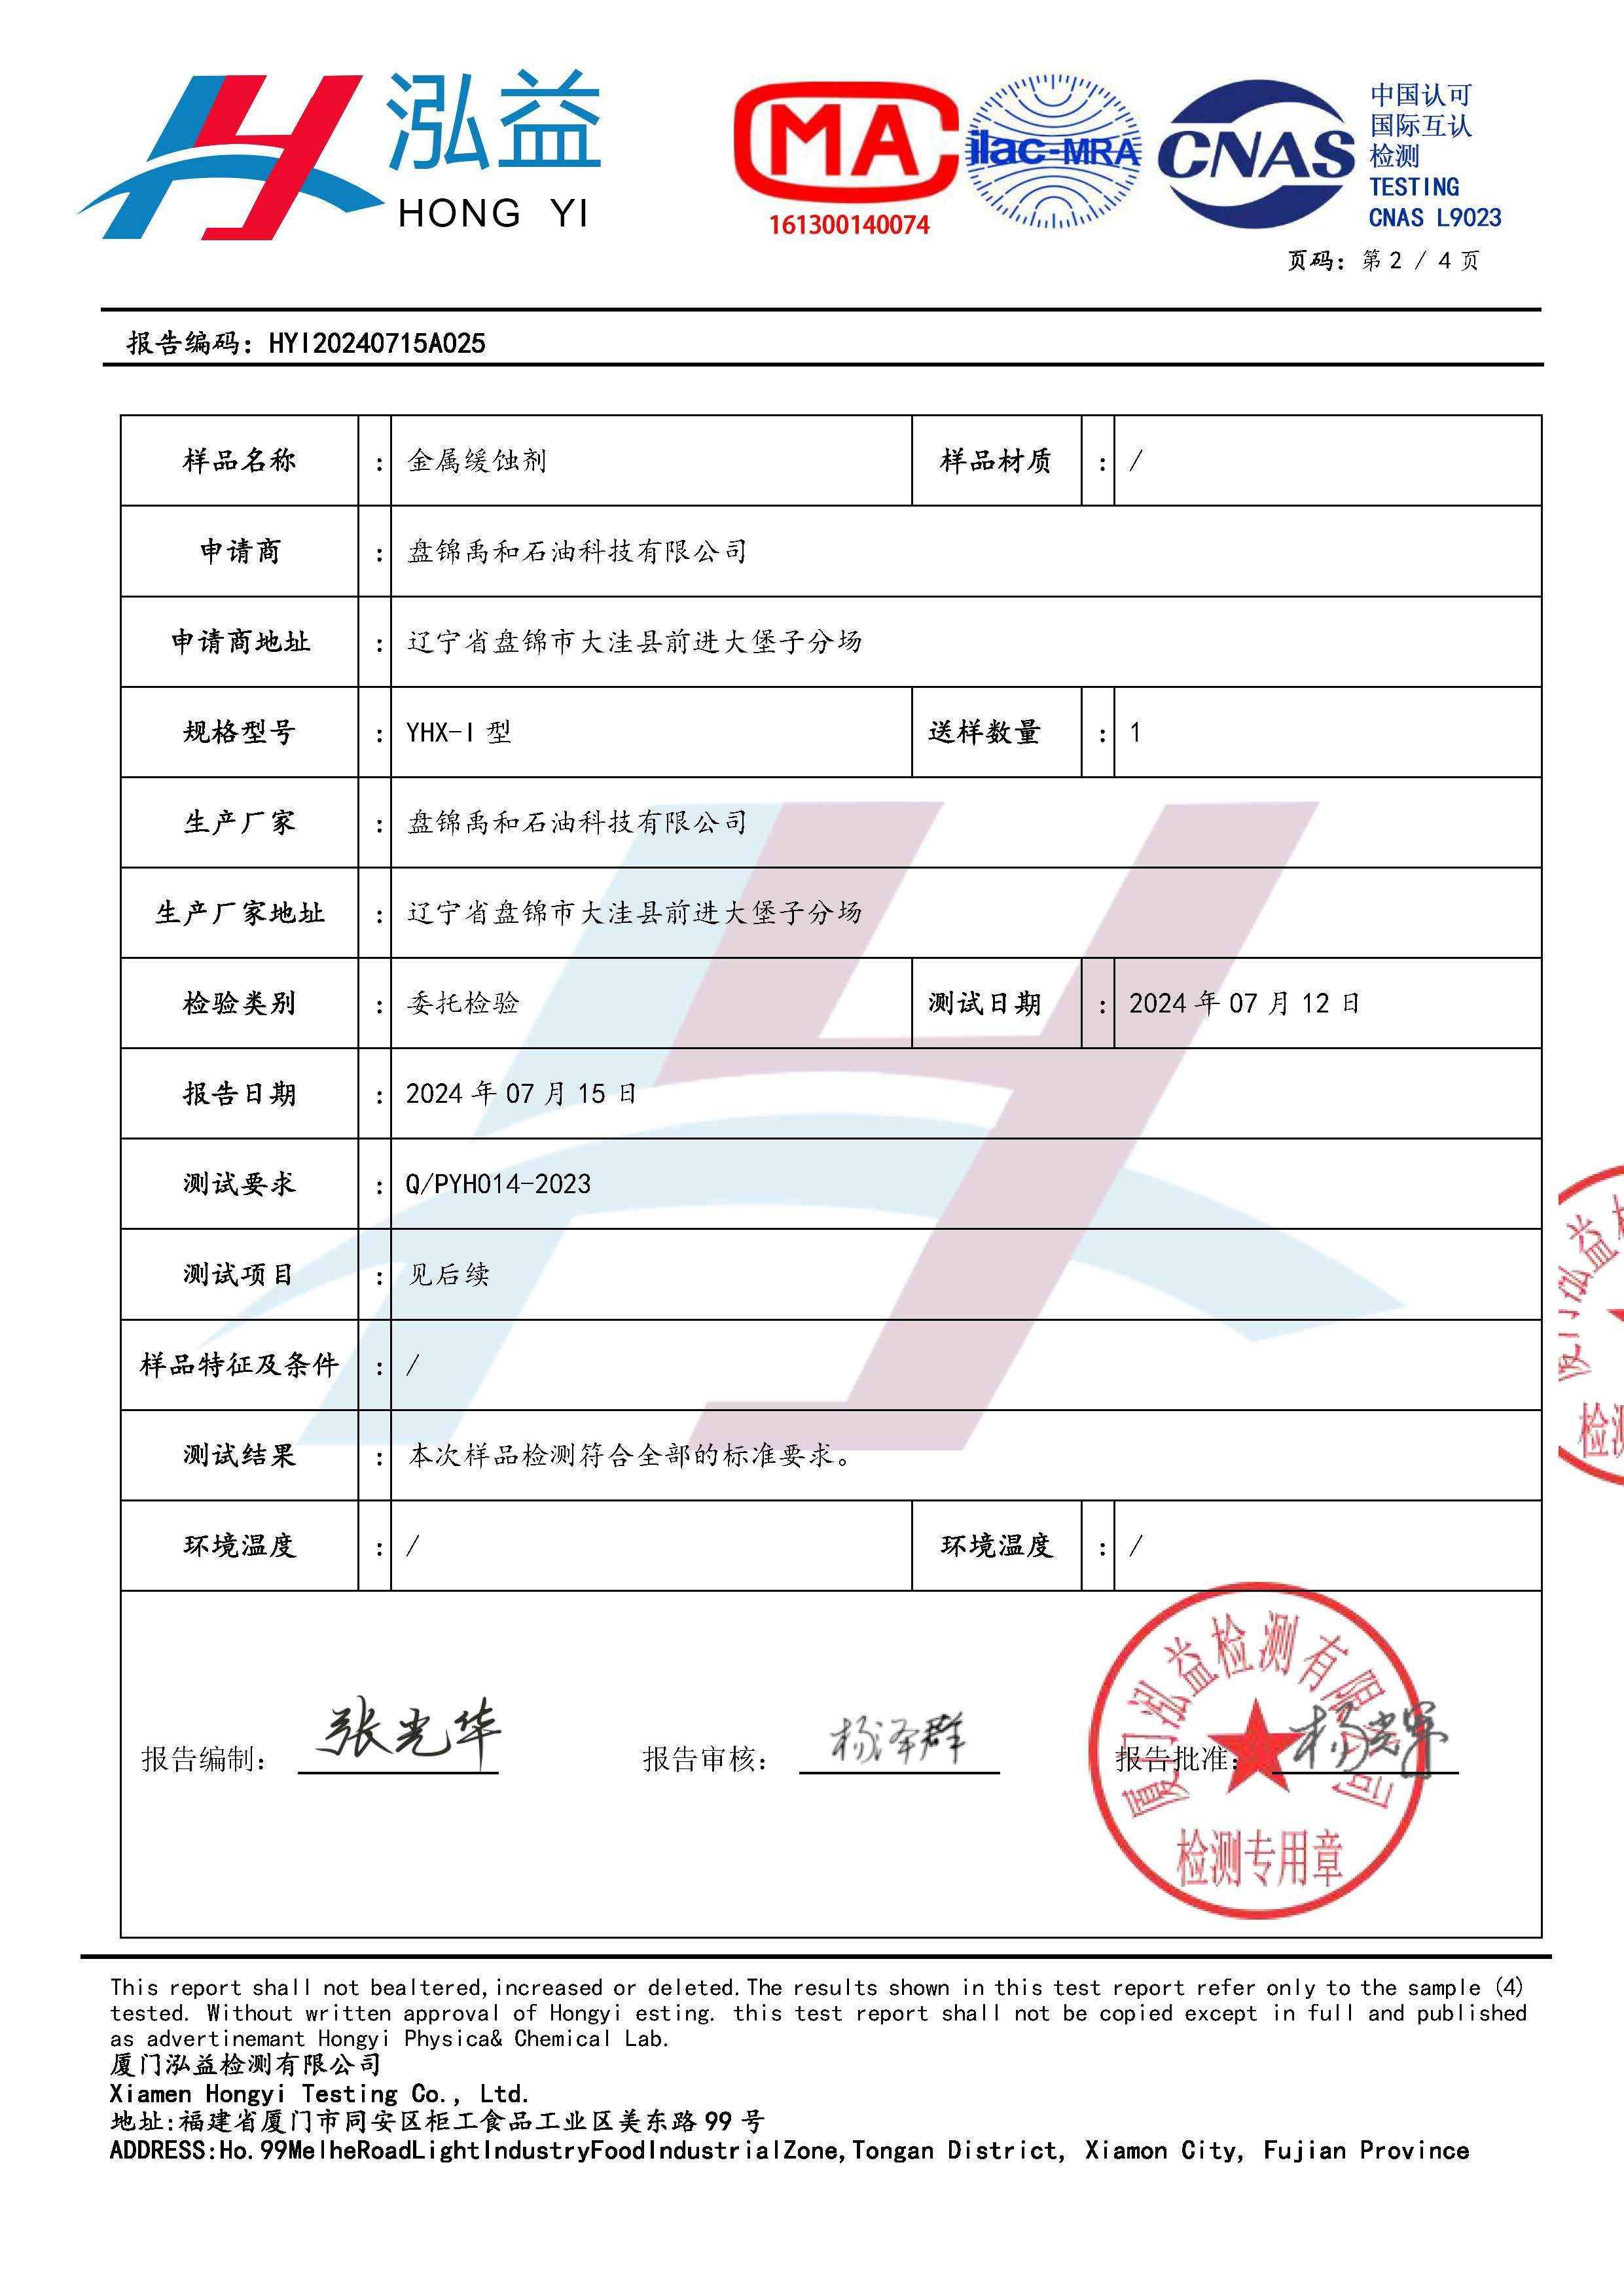 泓益
HONG YI
MA
161300140074
ilac-MRA
CNAS
中国认可
国际互认
检测
TESTING
CNAS L9023
页码：第 2 / 4 页
报告编码：HYI20240715A025
样品名称 : 金属缓蚀剂 样品材质 : /
申请商 : 盘锦禹和石油科技有限公司
申请商地址 : 辽宁省盘锦市大洼县前进大堡子分场
规格型号 : YHX-I 型 送样数量 : 1
生产厂家 : 盘锦禹和石油科技有限公司
生产厂家地址 : 辽宁省盘锦市大洼县前进大堡子分场
检验类别 : 委托检验 测试日期 : 2024 年 07 月 12 日
报告日期 : 2024 年 07 月 15 日
测试要求 : Q/PYH014-2023
测试项目 : 见后续
样品特征及条件 : /
测试结果 : 本次样品检测符合全部的标准要求。
环境温度 : / 环境温度 : /
报告编制： 张光华 报告审核： 杨泽群 报告批准： 杨光军
厦门泓益检测有限公司
检测专用章
This report shall not bealtered,increased or deleted.The results shown in this test report refer only to the sample (4)
tested. Without written approval of Hongyi esting. this test report shall not be copied except in full and published
as advertinemant Hongyi Physica& Chemical Lab.
厦门泓益检测有限公司
Xiamen Hongyi Testing Co., Ltd.
地址:福建省厦门市同安区柜工食品工业区美东路 99 号
ADDRESS:Ho.99MelheRoadLightIndustryFoodIndustrialZone,Tongan District, Xiamon City, Fujian Province